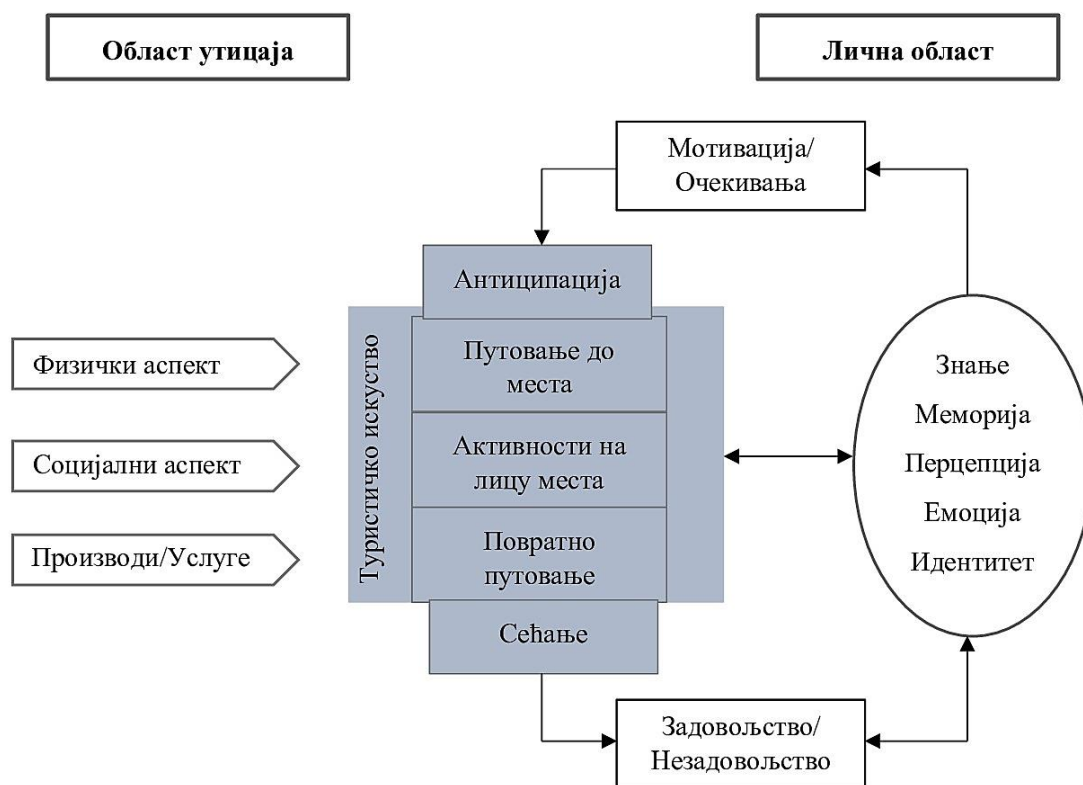 Област утицаја
Лична област
Мотивација/
Очекивања
Антиципација
Туристичко искуство
Путовање до
места
Активности на
лицу места
Повратно
путовање
Сећање
Физички аспект
Социјални аспект
Производи/Услуге
Знање
Меморија
Перцепција
Емоција
Идентитет
Задовољство/
Незадовољство